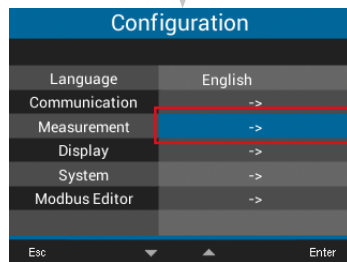 Configuration
Language English
Communication ->
Measurement ->
Display ->
System ->
Modbus Editor ->
Esc Enter